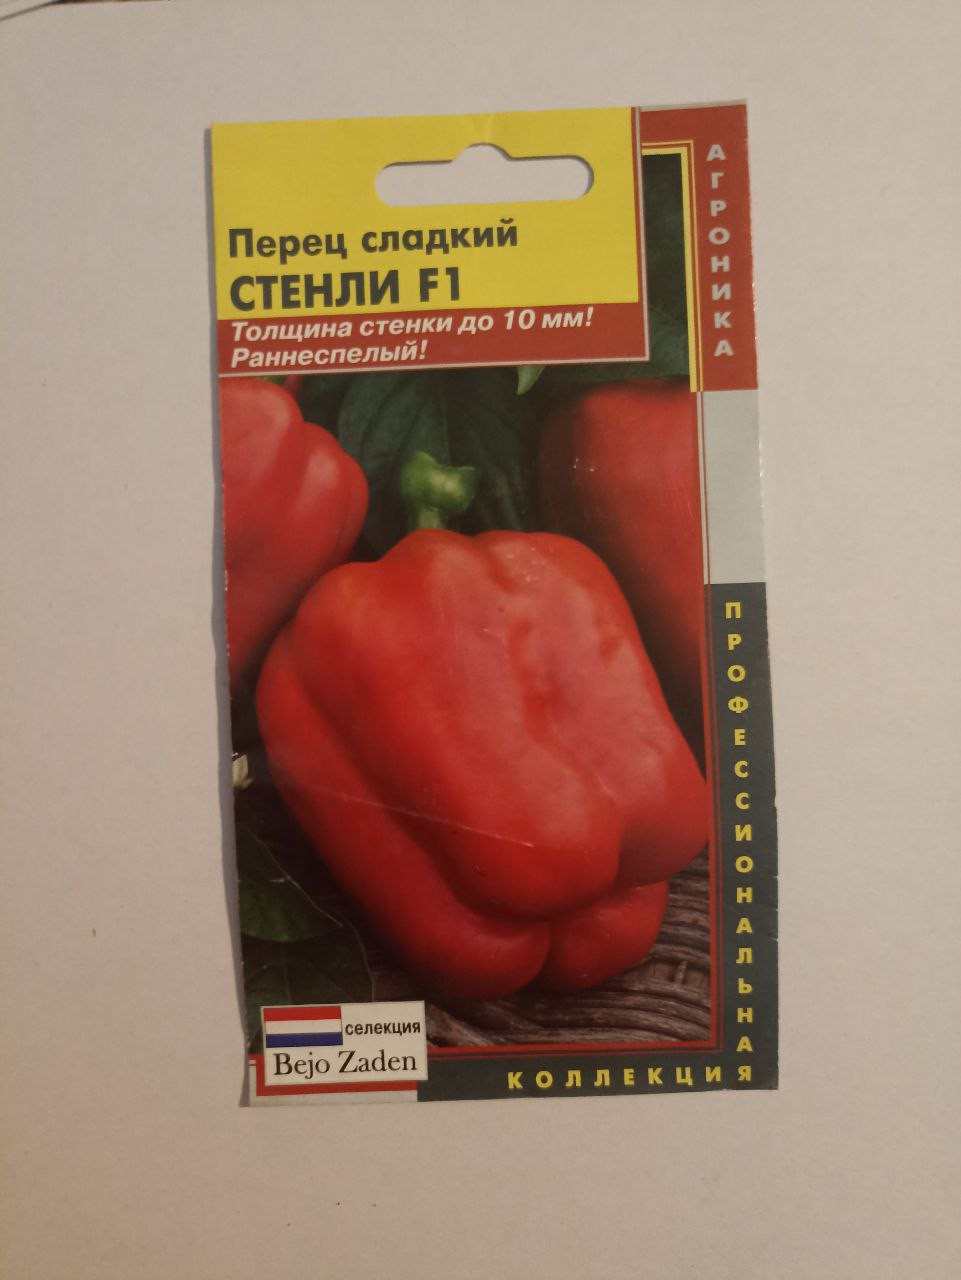 Перец сладкий
СТЕНЛИ F1
Толщина стенки до 10 мм!
Раннеспелый!
АГРОНИКА
ПРОФЕССИОНАЛЬНАЯ
КОЛЛЕКЦИЯ
селекция
Bejo Zaden